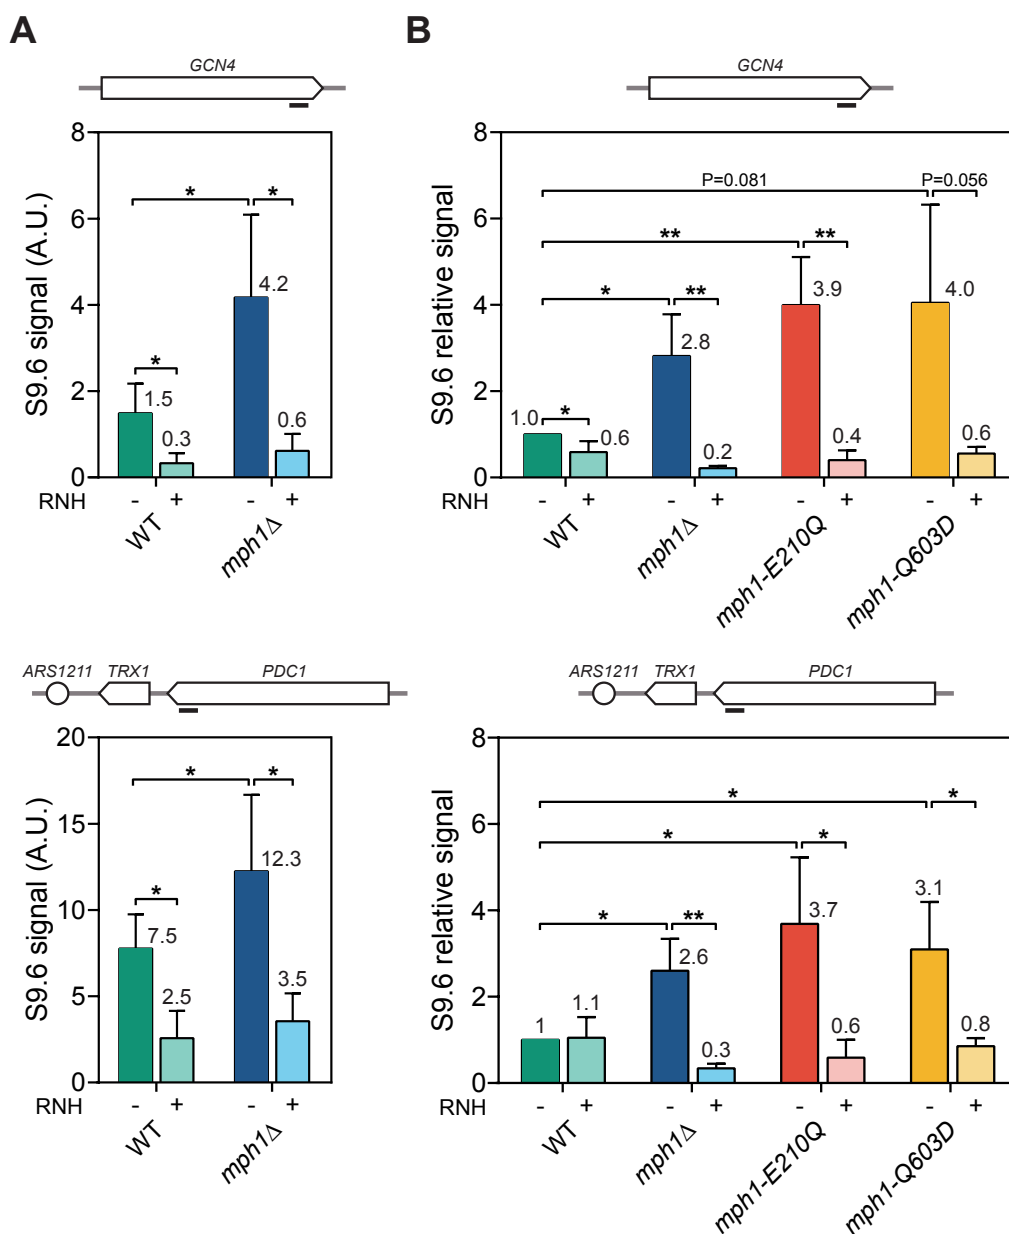 A
GCN4
S9.6 signal (A.U.)
8
6
4
2
0
*
*
*
1.5
0.3
4.2
0.6
RNH - + - +
WT
mph1Δ
B
GCN4
S9.6 relative signal
8
6
4
2
0
P=0.081
P=0.056
**
**
*
**
*
1.0
0.6
2.8
0.2
3.9
0.4
4.0
0.6
RNH - + - + - + - +
WT
mph1Δ
mph1-E210Q
mph1-Q603D
ARS1211 TRX1 PDC1
S9.6 signal (A.U.)
20
15
10
5
0
*
*
*
7.5
2.5
12.3
3.5
RNH - + - +
WT
mph1Δ
ARS1211 TRX1 PDC1
S9.6 relative signal
8
6
4
2
0
*
*
*
*
*
**
1
1.1
2.6
0.3
3.7
0.6
3.1
0.8
RNH - + - + - + - +
WT
mph1Δ
mph1-E210Q
mph1-Q603D